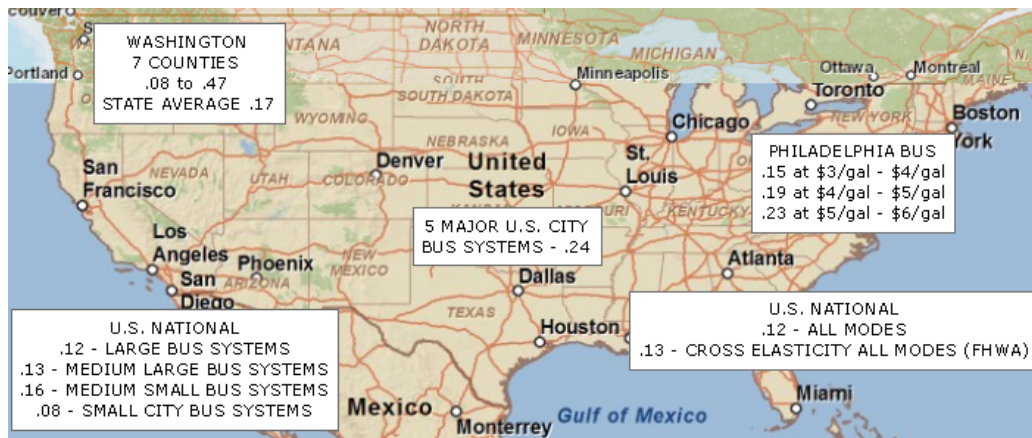 WASHINGTON
7 COUNTIES
.08 to .47
STATE AVERAGE .17
NORTH
DAKOTA
MINNESOTA
MICHIGAN
Ottawa
Montreal
MAINE
Portland
Minneapolis
SOUTH
SOUTH DAKOTA
Toronto
WYOMING
NEW YORK
Boston
York
IOWA
Chicago
NEBRASKA
San
Francisco
NEVADA
UTAH
Denver
COLORADO
United
States
St.
Louis
KANSAS
KENTUCKY
PHILADELPHIA BUS
.15 at $3/gal - $4/gal
.19 at $4/gal - $5/gal
.23 at $5/gal - $6/gal
5 MAJOR U.S. CITY
BUS SYSTEMS - .24
Los
Angeles
Phoenix
ARIZONA
NEW
MEXICO
San
Diego
Dallas
TEXAS
Atlanta
Houston
U.S. NATIONAL
.12 - LARGE BUS SYSTEMS
.13 - MEDIUM LARGE BUS SYSTEMS
.16 - MEDIUM SMALL BUS SYSTEMS
.08 - SMALL CITY BUS SYSTEMS
U.S. NATIONAL
.12 - ALL MODES
.13 - CROSS ELASTICITY ALL MODES (FHWA)
Mexico
Monterrey
Gulf of Mexico
Miami